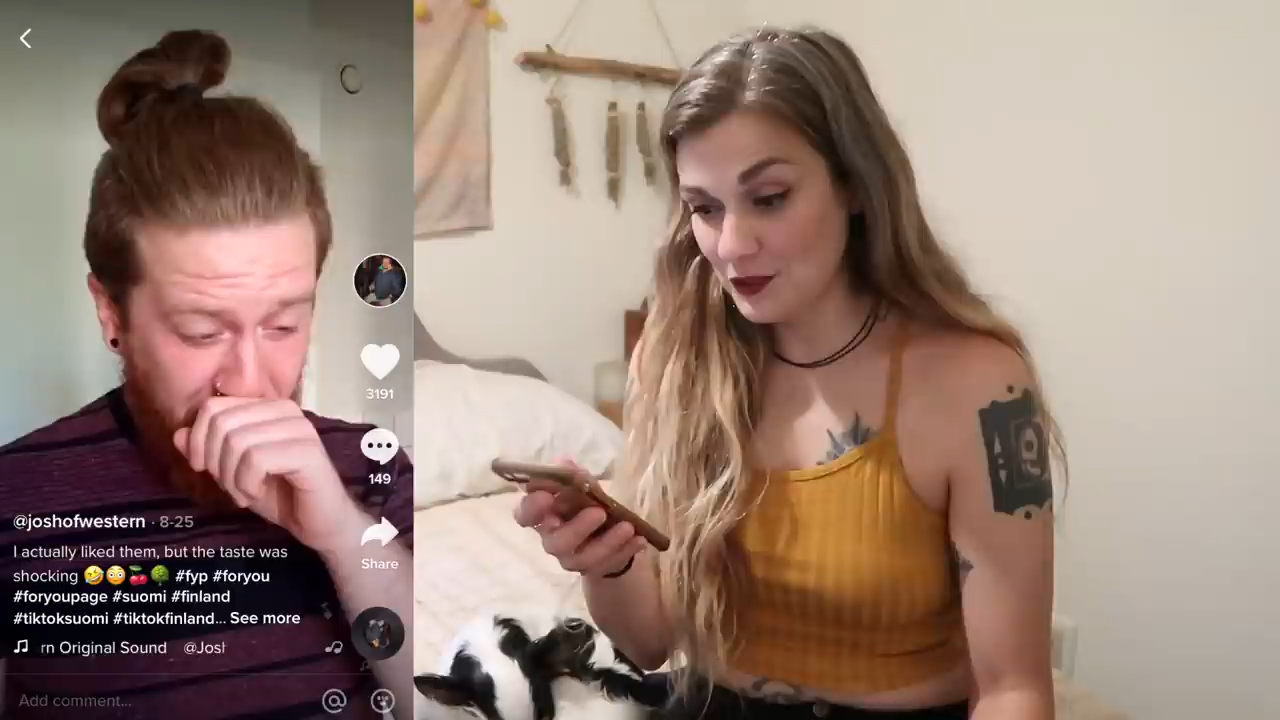 3191
149
Share
@joshofwestern · 8-25
I actually liked them, but the taste was
shocking 🤣😳🍒🌳 #fyp #foryou
#foryoupage #suomi #finland
#tiktoksuomi #tiktokfinland... See more
rn Original Sound @Josl
Add comment...